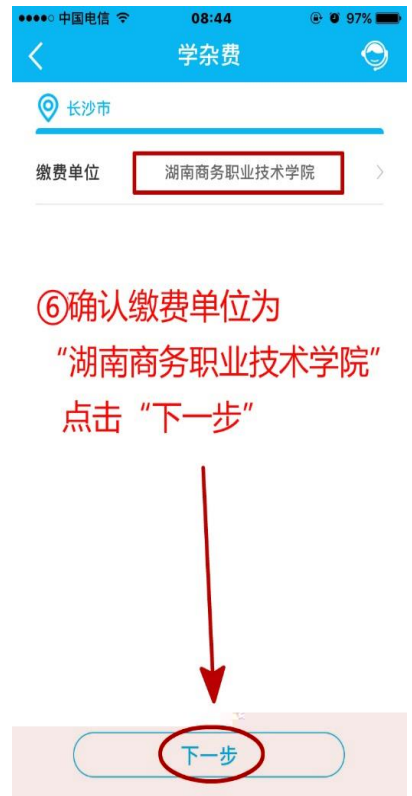 中国电信 08:44 97%
学杂费
长沙市
缴费单位 湖南商务职业技术学院
⑥确认缴费单位为
“湖南商务职业技术学院”
点击“下一步”
下一步